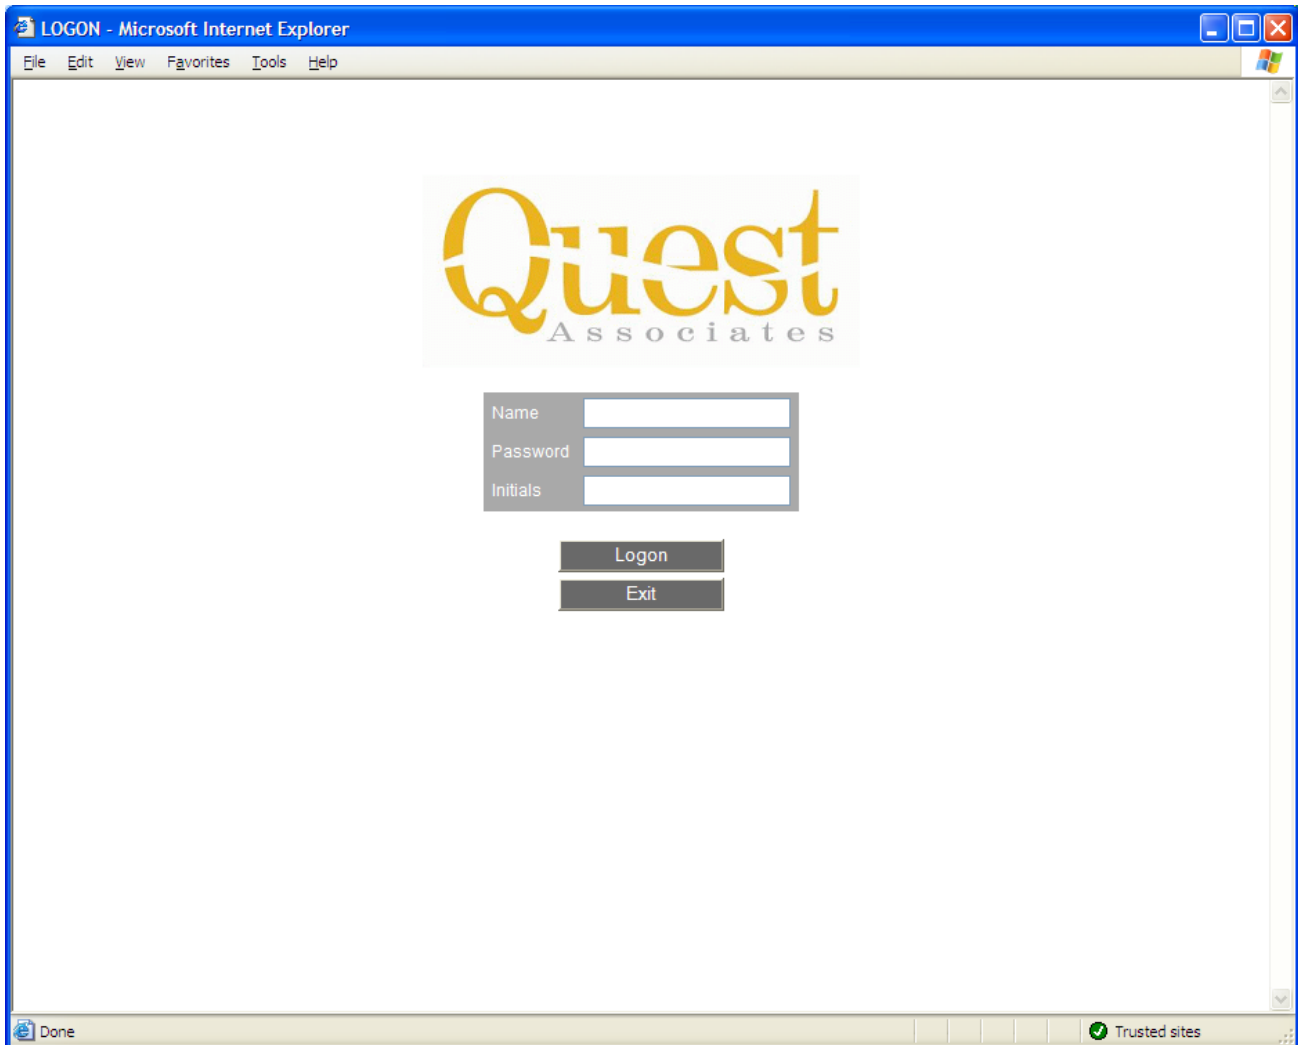 LOGON - Microsoft Internet Explorer
File Edit View Favorites Tools Help
Quest
Associates
Name
Password
Initials
Logon
Exit
Done Trusted sites